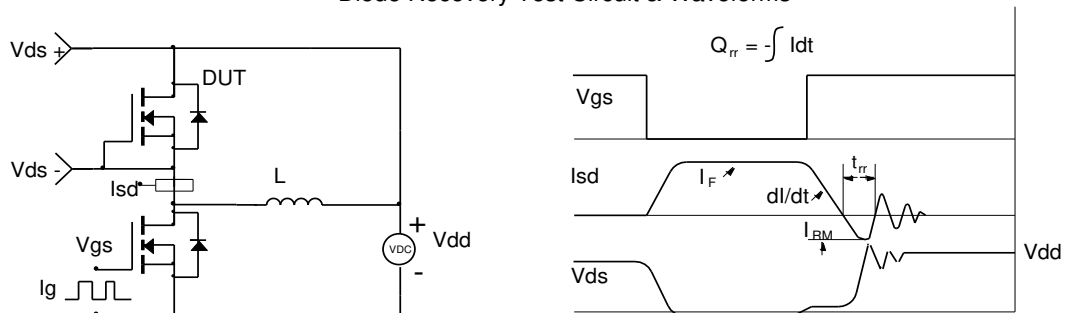 Diode Recovery Test Circuit & Waveforms
Vds +
DUT
Vds -
Isd
L
Vgs
Ig
+
VDC
-
Vdd
Qrr = -∫ Idt
Vgs
Isd
IF
dI/dt
trr
IRM
Vds
Vdd